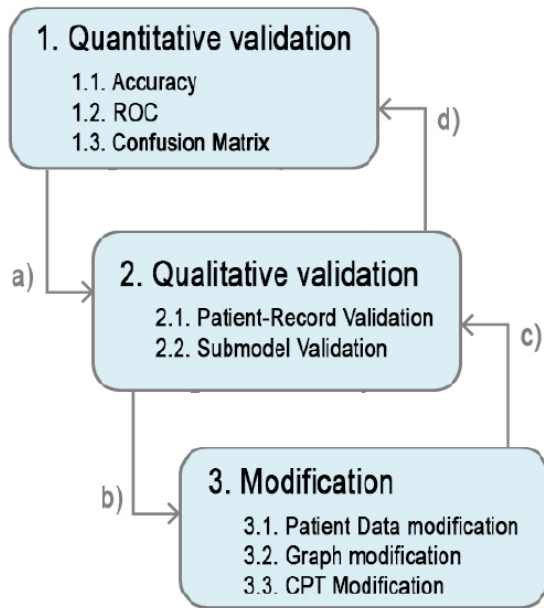 1. Quantitative validation
1.1. Accuracy
1.2. ROC
1.3. Confusion Matrix
d)
a)
2. Qualitative validation
2.1. Patient-Record Validation
2.2. Submodel Validation
c)
b)
3. Modification
3.1. Patient Data modification
3.2. Graph modification
3.3. CPT Modification